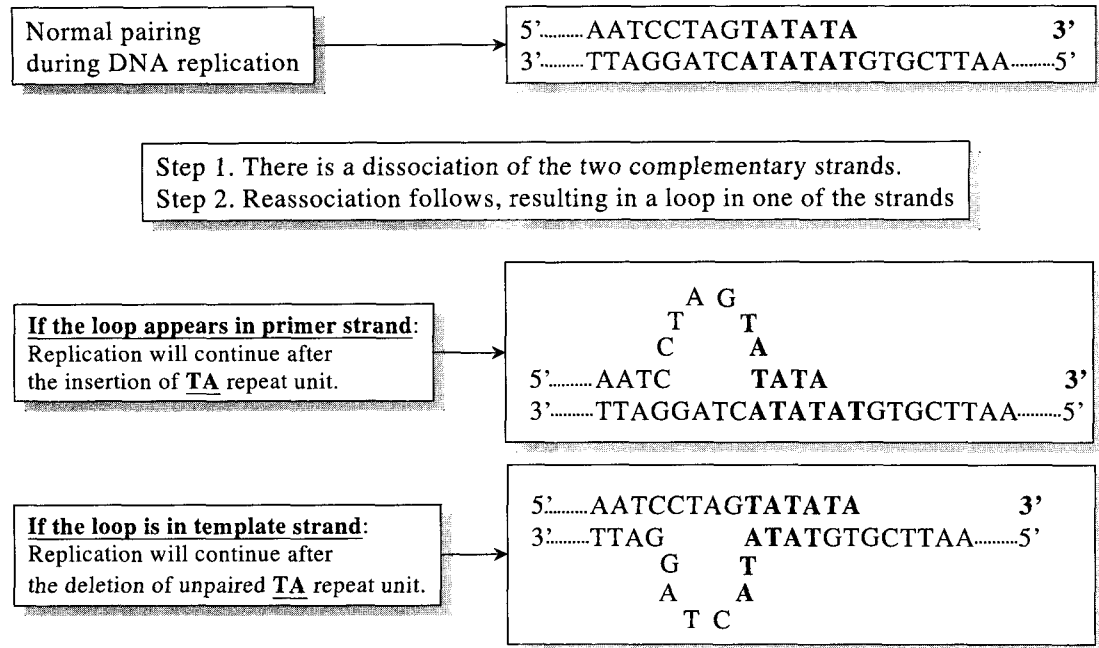 Normal pairing
during DNA replication
5'..........AATCCTAGTATATA 3'
3'..........TTAGGATCATATATGTGCTTAA..........5'
Step 1. There is a dissociation of the two complementary strands.
Step 2. Reassociation follows, resulting in a loop in one of the strands
If the loop appears in primer strand:
Replication will continue after
the insertion of TA repeat unit.
A G
T T
C A
5'..........AATC TATA 3'
3'..........TTAGGATCATATATGTGCTTAA..........5'
If the loop is in template strand:
Replication will continue after
the deletion of unpaired TA repeat unit.
5'..........AATCCTAGTATATA 3'
3'..........TTAG ATATGTGCTTAA..........5'
G T
A A
T C